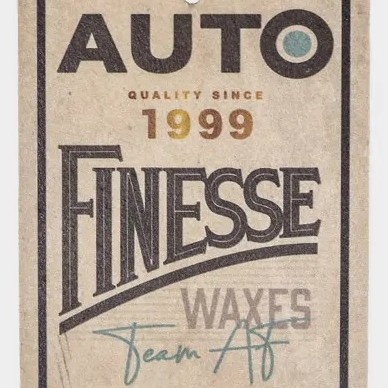 AUTO
QUALITY SINCE
1999
FINESSE
WAXES
Team AF